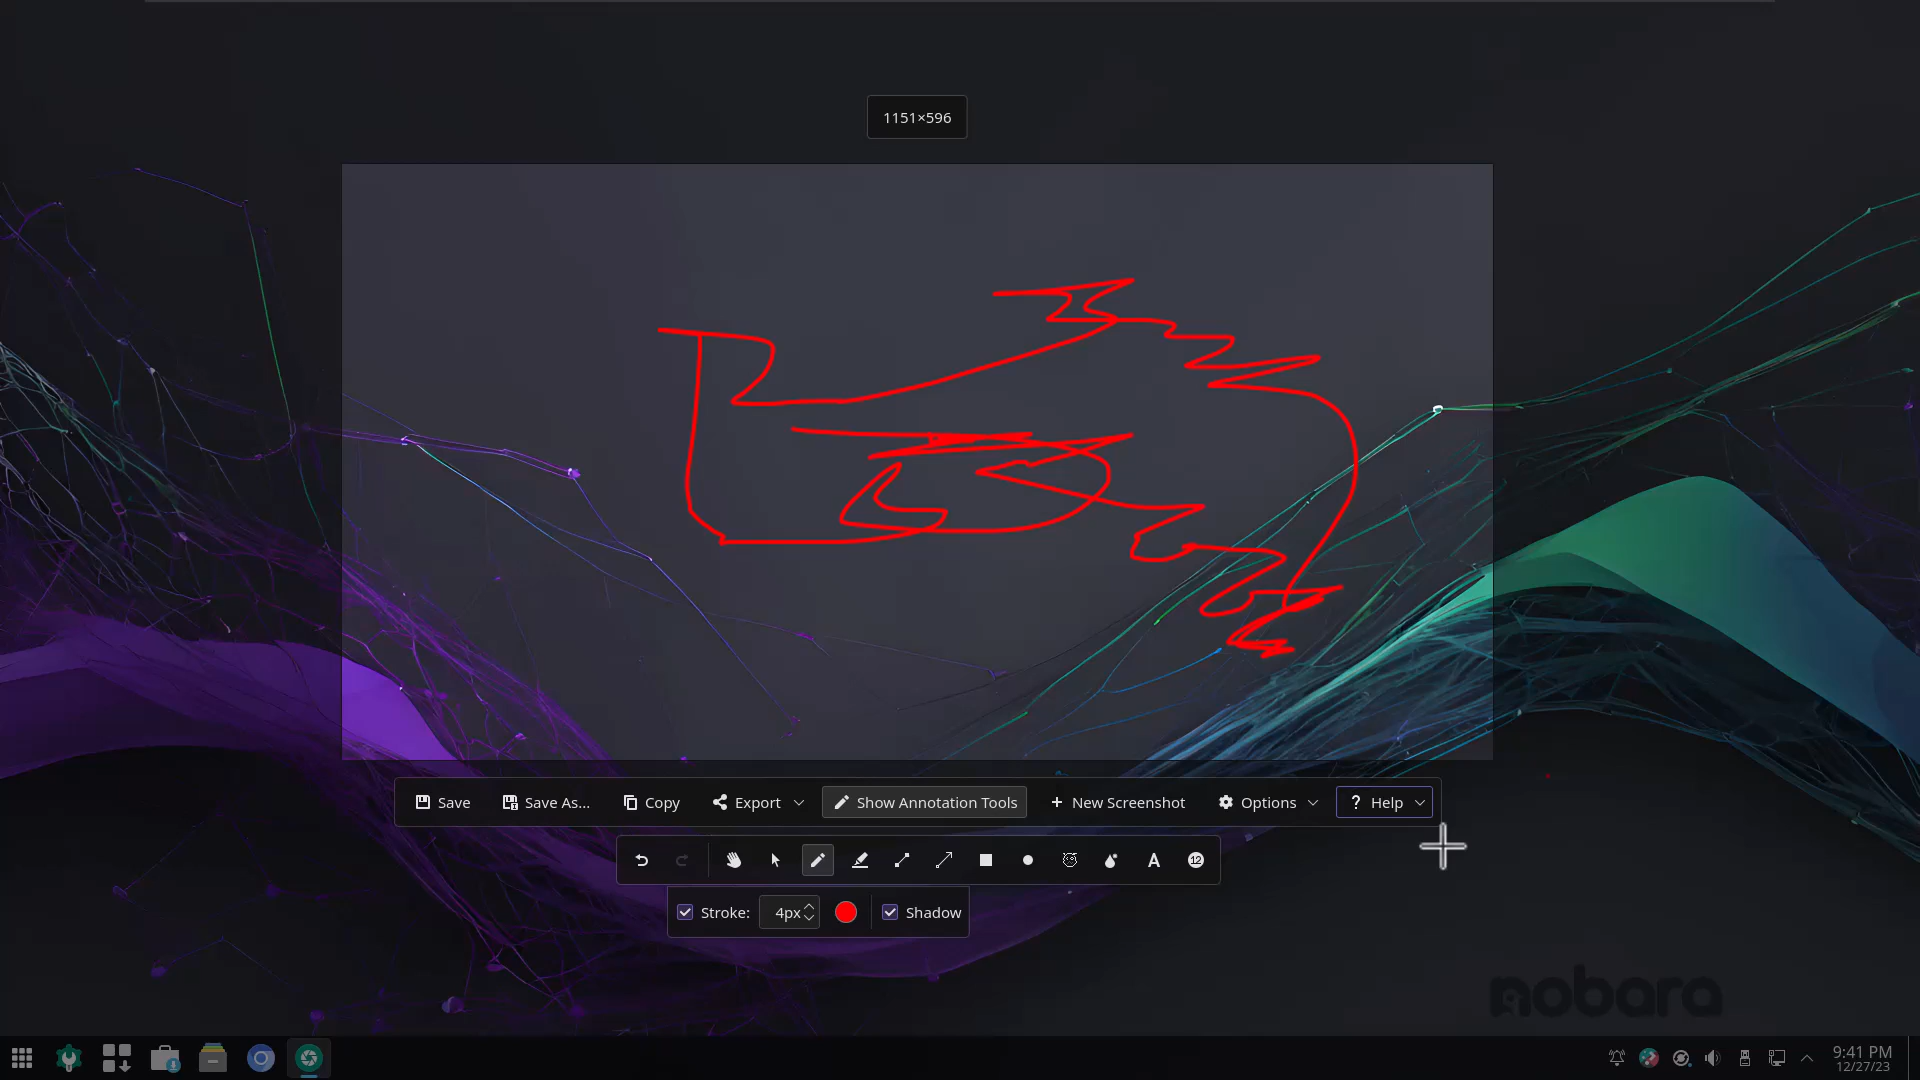 1151×596
Save Save As... Copy Export Show Annotation Tools New Screenshot Options Help
12
Stroke: 4px Shadow
nobara
9:41 PM
12/27/23